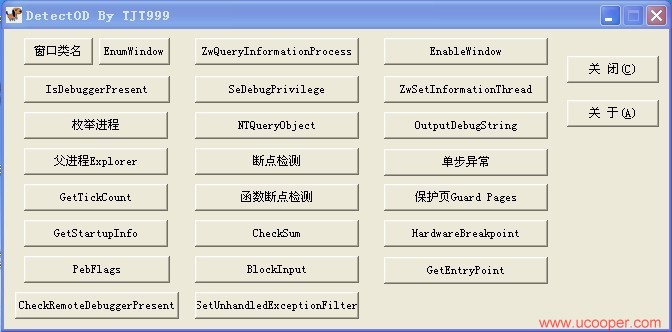 DetectOD By TJT999
窗口类名 EnumWindow ZwQueryInformationProcess EnableWindow
关 闭(C)
IsDebuggerPresent SeDebugPrivilege ZwSetInformationThread
关 于(A)
枚举进程 NTQueryObject OutputDebugString
父进程Explorer 断点检测 单步异常
GetTickCount 函数断点检测 保护页Guard Pages
GetStartupInfo CheckSum HardwareBreakpoint
PebFlags BlockInput GetEntryPoint
CheckRemoteDebuggerPresent SetUnhandledExceptionFilter
www.ucooper.com